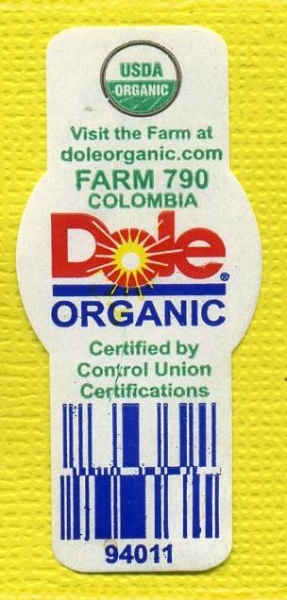 USDA
ORGANIC
Visit the Farm at
doleorganic.com
FARM 790
COLOMBIA
Dole®
ORGANIC
Certified by
Control Union
Certifications
94011